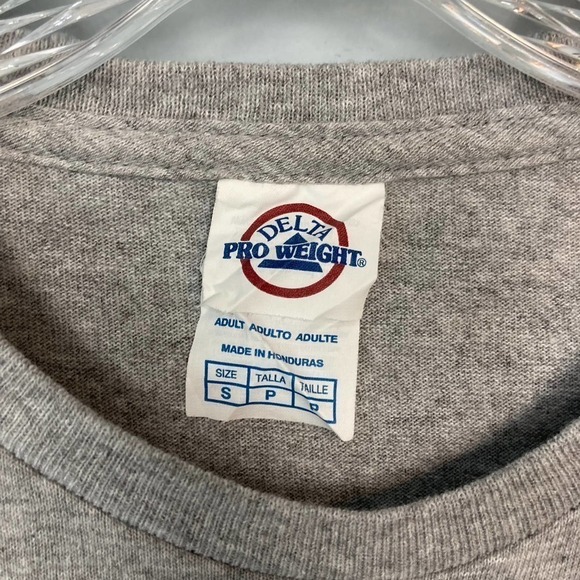 DELTA
PRO WEIGHT®
ADULT ADULTO ADULTE
MADE IN HONDURAS
SIZE TALLA TAILLE
S P P